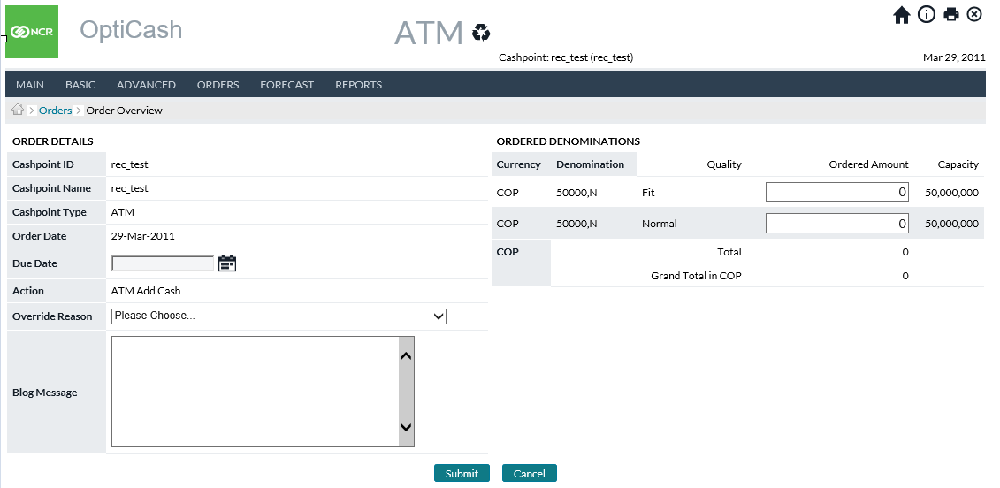 NCR OptiCash ATM
Cashpoint: rec_test (rec_test) Mar 29, 2011
MAIN BASIC ADVANCED ORDERS FORECAST REPORTS
> Orders > Order Overview
ORDER DETAILS
Cashpoint ID rec_test
Cashpoint Name rec_test
Cashpoint Type ATM
Order Date 29-Mar-2011
Due Date
Action ATM Add Cash
Override Reason Please Choose...
Blog Message
ORDERED DENOMINATIONS
Currency Denomination Quality Ordered Amount Capacity
COP 50000,N Fit 0 50,000,000
COP 50000,N Normal 0 50,000,000
COP Total 0
Grand Total in COP 0
Submit Cancel